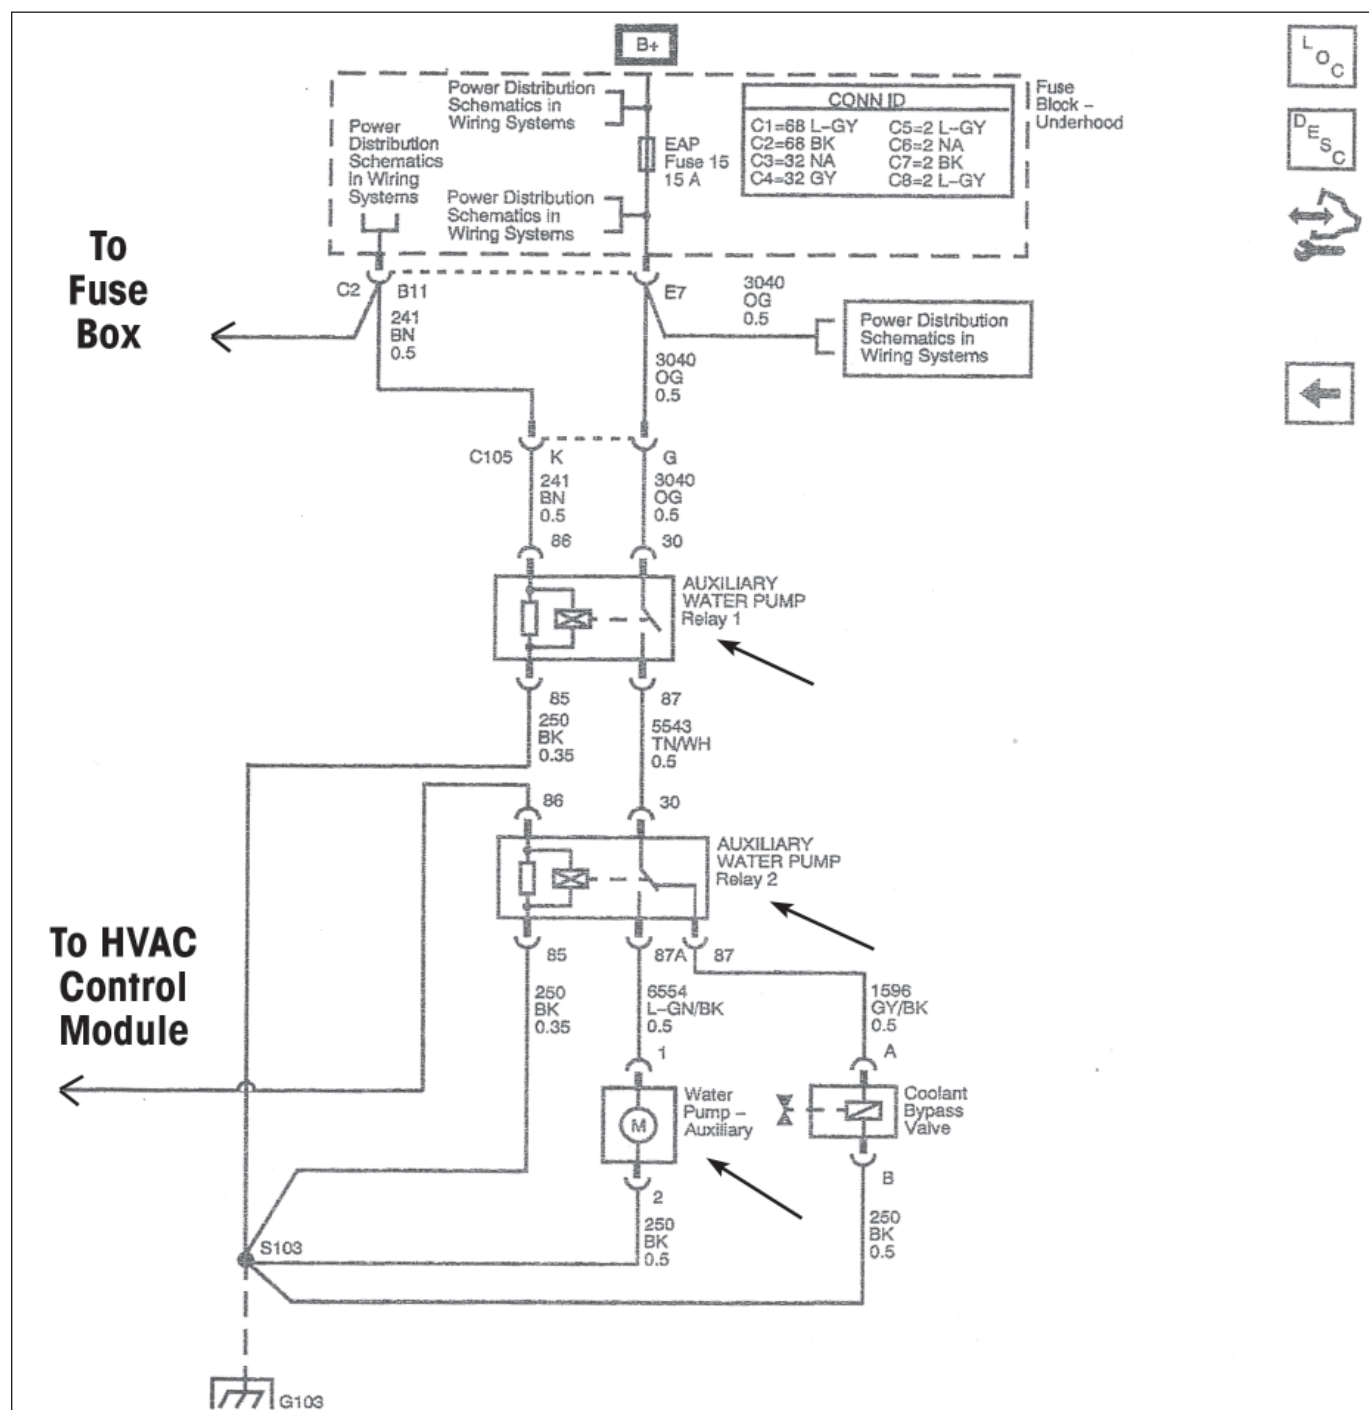 B+
Power Distribution
Schematics in
Wiring Systems
Power
Distribution
Schematics
in Wiring
Systems
EAP
Fuse 15
15 A
Power Distribution
Schematics in
Wiring Systems
CONN ID
C1=68 L-GY C5=2 L-GY
C2=68 BK C6=2 NA
C3=32 NA C7=2 BK
C4=32 GY C8=2 L-GY
Fuse
Block –
Underhood
L
O
C
D
E
S
C
To
Fuse
Box
C2
B11
241
BN
0.5
E7
3040
OG
0.5
Power Distribution
Schematics in
Wiring Systems
3040
OG
0.5
C105
K
G
241
BN
0.5
3040
OG
0.5
86
30
AUXILIARY
WATER PUMP
Relay 1
85
87
250
BK
0.35
5543
TN/WH
0.5
86
30
AUXILIARY
WATER PUMP
Relay 2
To HVAC
Control
Module
85
87A
87
250
BK
0.35
6554
L-GN/BK
0.5
1596
GY/BK
0.5
1
A
M
Water
Pump –
Auxiliary
Coolant
Bypass
Valve
2
B
250
BK
0.5
250
BK
0.5
S103
G103